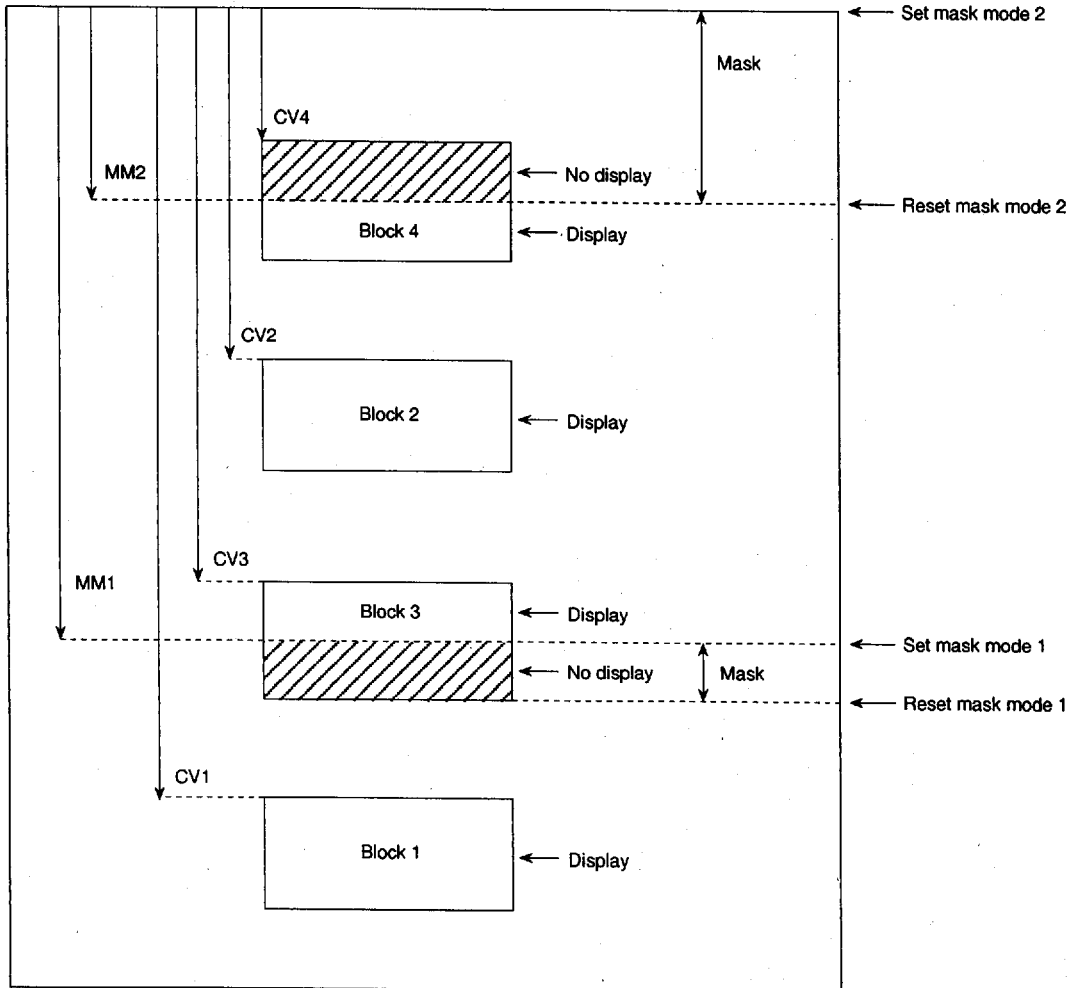 Set mask mode 2
Mask
CV4
MM2
No display
Reset mask mode 2
Block 4
Display
CV2
Block 2
Display
CV3
MM1
Block 3
Display
Set mask mode 1
No display
Mask
Reset mask mode 1
CV1
Block 1
Display